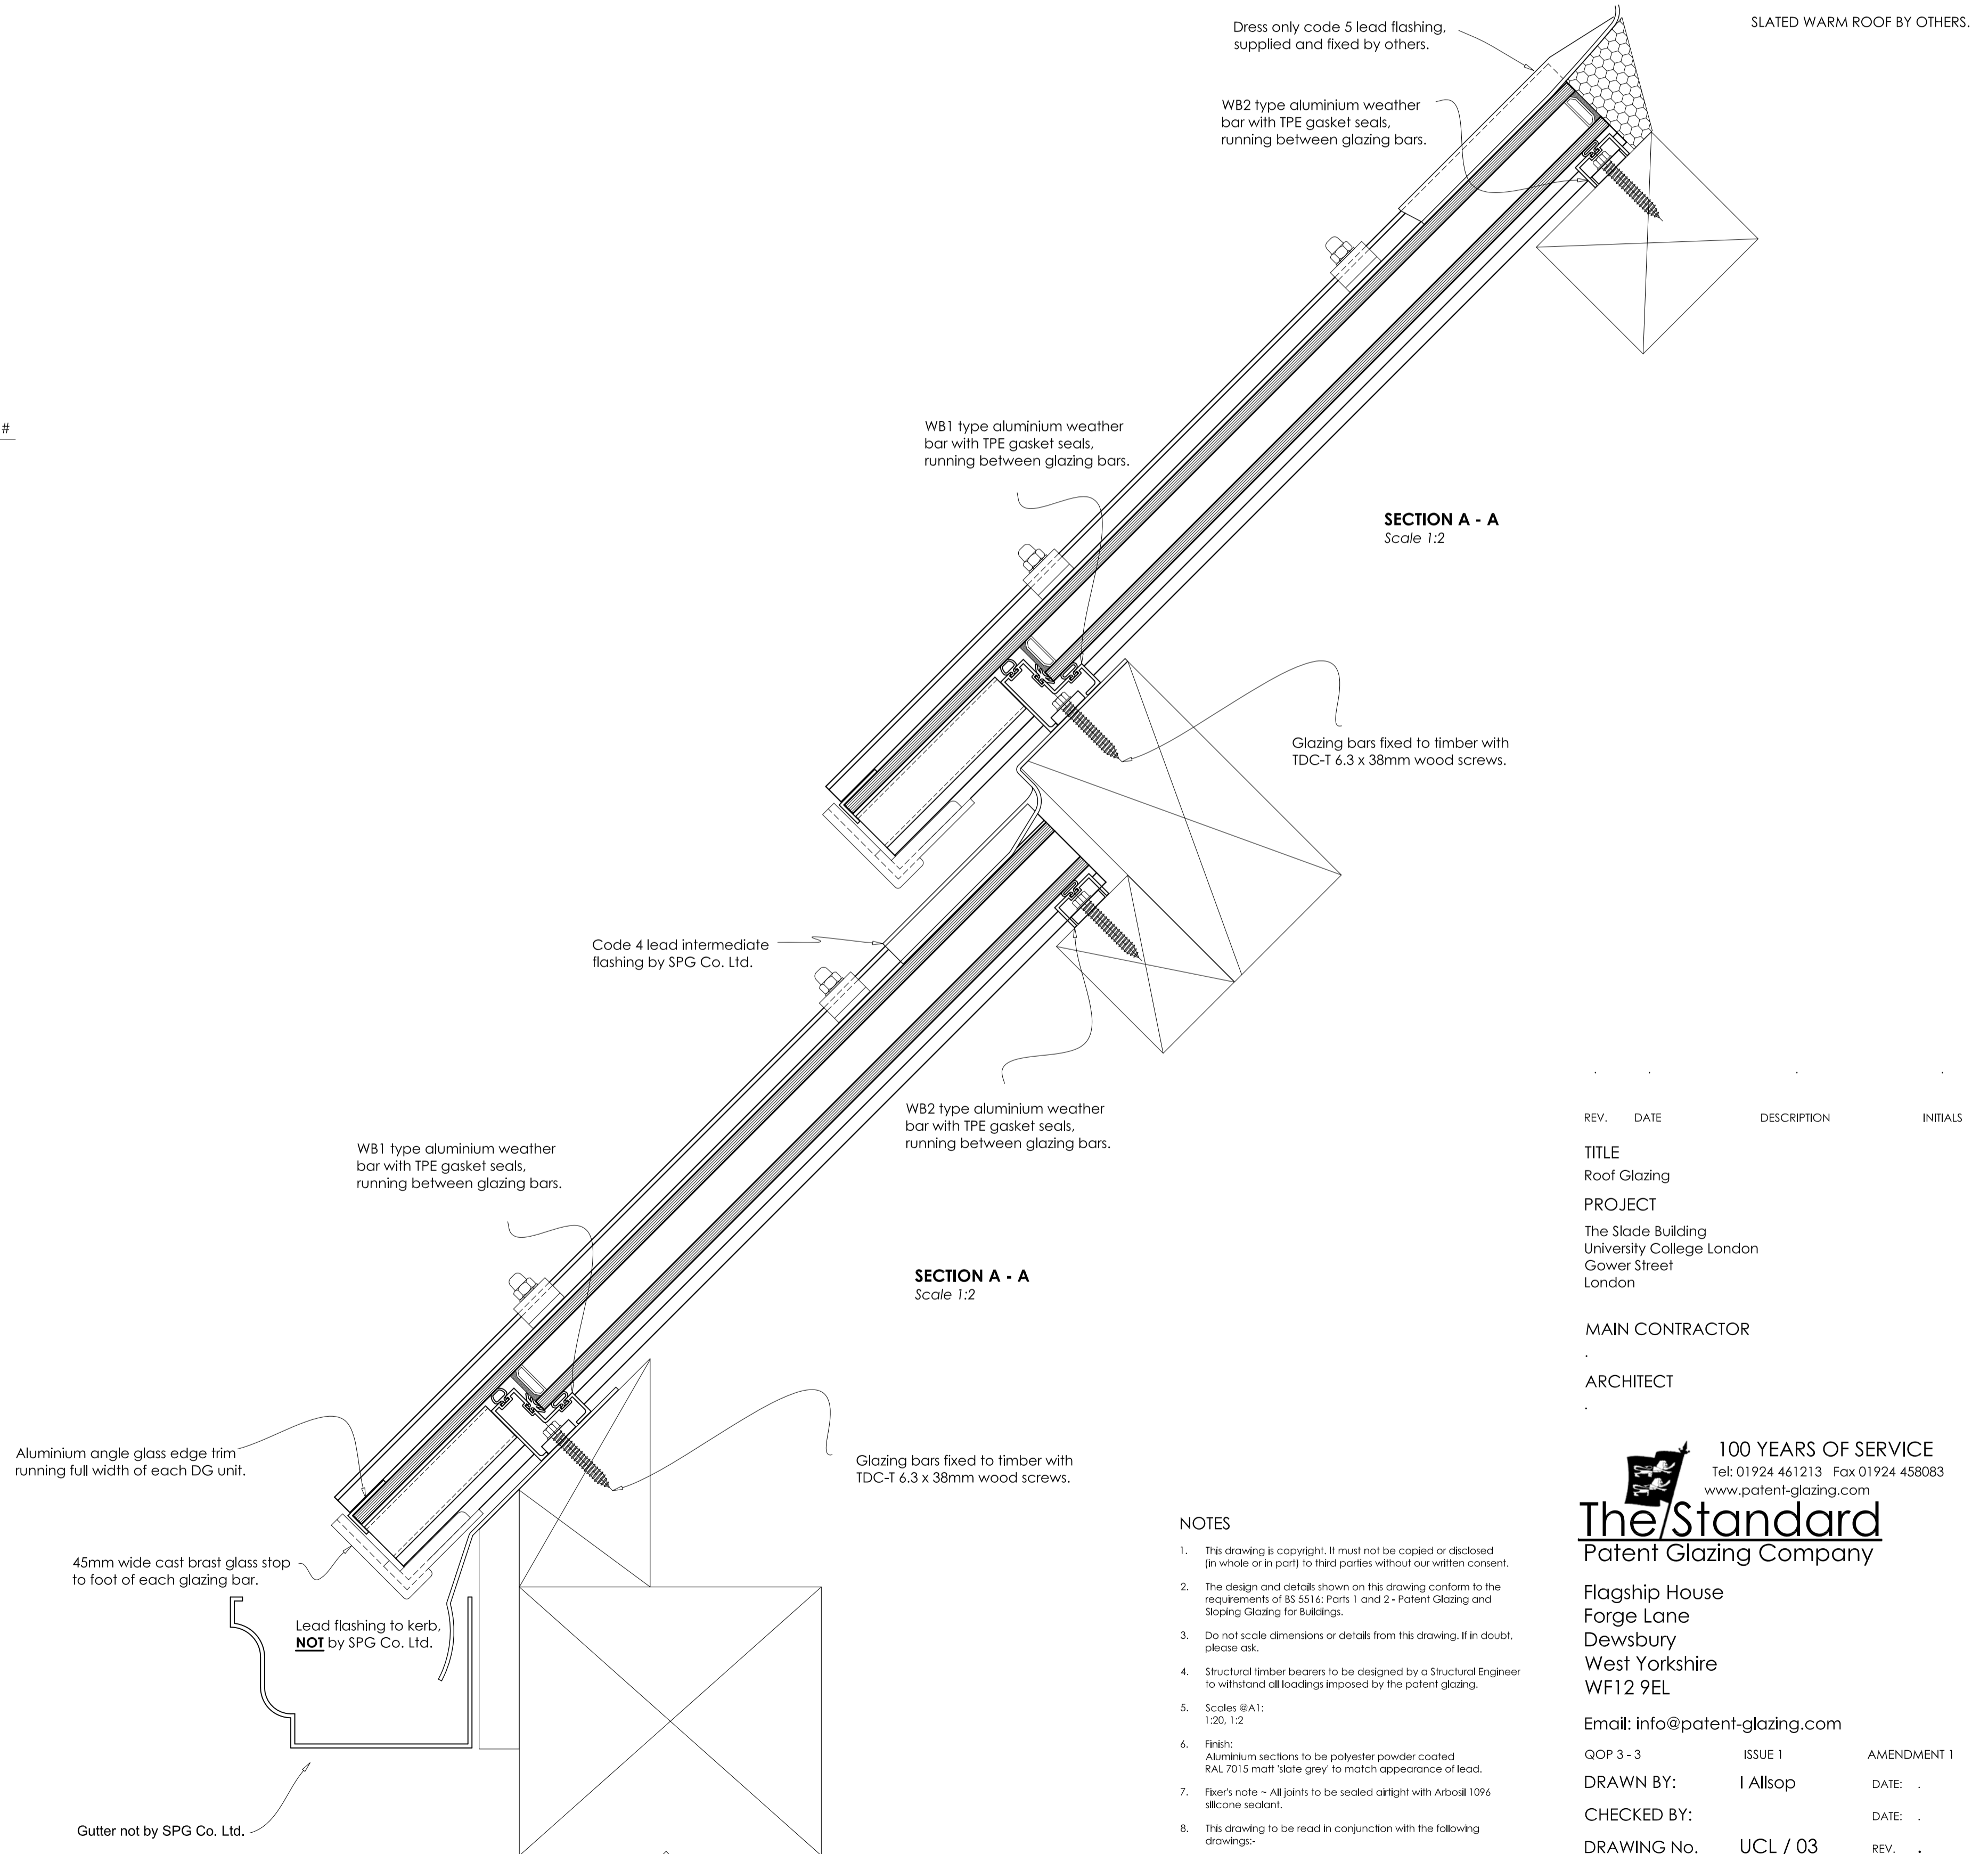 SLATED WARM ROOF BY OTHERS.
Dress only code 5 lead flashing,
supplied and fixed by others.
WB2 type aluminium weather
bar with TPE gasket seals,
running between glazing bars.
#
WB1 type aluminium weather
bar with TPE gasket seals,
running between glazing bars.
SECTION A - A
Scale 1:2
Glazing bars fixed to timber with
TDC-T 6.3 x 38mm wood screws.
Code 4 lead intermediate
flashing by SPG Co. Ltd.
WB2 type aluminium weather
bar with TPE gasket seals,
running between glazing bars.
WB1 type aluminium weather
bar with TPE gasket seals,
running between glazing bars.
SECTION A - A
Scale 1:2
Aluminium angle glass edge trim
running full width of each DG unit.
Glazing bars fixed to timber with
TDC-T 6.3 x 38mm wood screws.
45mm wide cast brast glass stop
to foot of each glazing bar.
Lead flashing to kerb,
NOT by SPG Co. Ltd.
Gutter not by SPG Co. Ltd.
NOTES
1. This drawing is copyright. It must not be copied or disclosed
(in whole or in part) to third parties without our written consent.
2. The design and details shown on this drawing conform to the
requirements of BS 5516: Parts 1 and 2 - Patent Glazing and
Sloping Glazing for Buildings.
3. Do not scale dimensions or details from this drawing. If in doubt,
please ask.
4. Structural timber bearers to be designed by a Structural Engineer
to withstand all loadings imposed by the patent glazing.
5. Scales @A1:
1:20, 1:2
6. Finish:
Aluminium sections to be polyester powder coated
RAL 7015 matt 'slate grey' to match appearance of lead.
7. Fixer's note ~ All joints to be sealed airtight with Arbosil 1096
silicone sealant.
8. This drawing to be read in conjunction with the following
drawings:-
. . . .
REV. DATE DESCRIPTION INITIALS
TITLE
Roof Glazing
PROJECT
The Slade Building
University College London
Gower Street
London
MAIN CONTRACTOR
.
ARCHITECT
.
100 YEARS OF SERVICE
Tel: 01924 461213 Fax 01924 458083
www.patent-glazing.com
The Standard
Patent Glazing Company
Flagship House
Forge Lane
Dewsbury
West Yorkshire
WF12 9EL
Email: info@patent-glazing.com
QOP 3 - 3 ISSUE 1 AMENDMENT 1
DRAWN BY: I Allsop DATE: .
CHECKED BY: DATE: .
DRAWING No. UCL / 03 REV. .